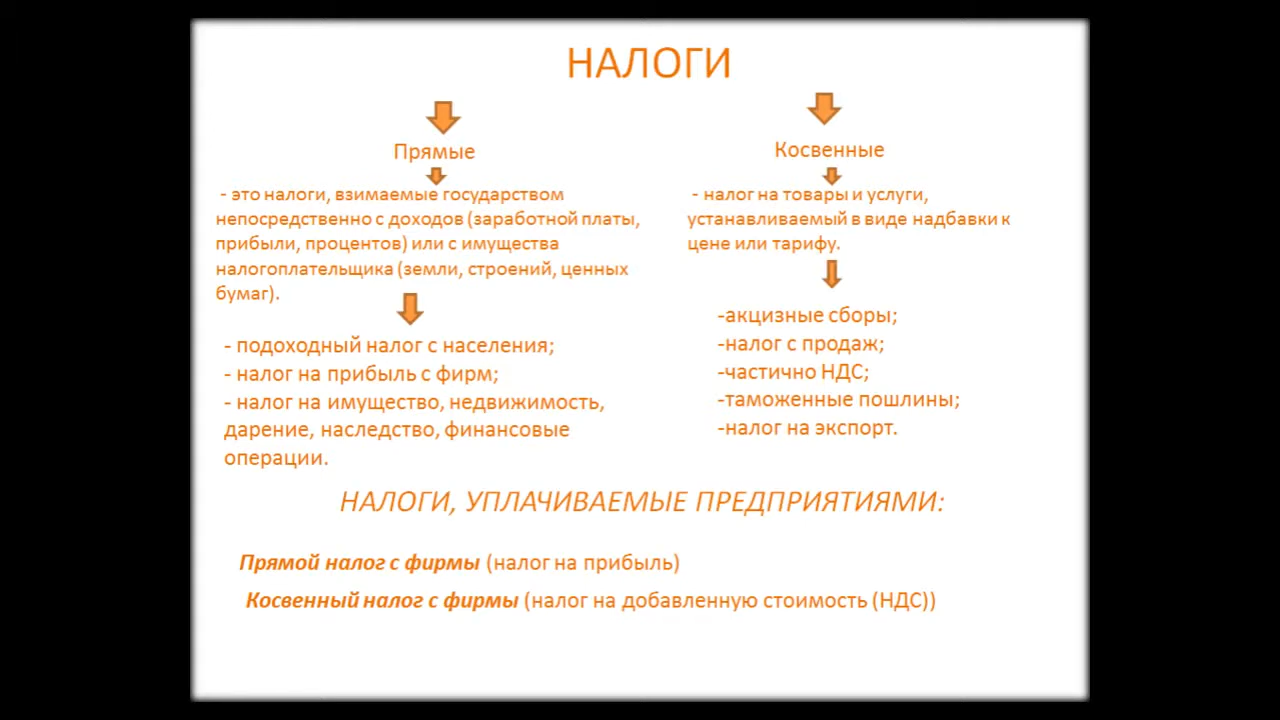 НАЛОГИ
Прямые
- это налоги, взимаемые государством
непосредственно с доходов (заработной платы,
прибыли, процентов) или с имущества
налогоплательщика (земли, строений, ценных
бумаг).
- подоходный налог с населения;
- налог на прибыль с фирм;
- налог на имущество, недвижимость,
дарение, наследство, финансовые
операции.
Косвенные
- налог на товары и услуги,
устанавливаемый в виде надбавки к
цене или тарифу.
-акцизные сборы;
-налог с продаж;
-частично НДС;
-таможенные пошлины;
-налог на экспорт.
НАЛОГИ, УПЛАЧИВАЕМЫЕ ПРЕДПРИЯТИЯМИ:
Прямой налог с фирмы (налог на прибыль)
Косвенный налог с фирмы (налог на добавленную стоимость (НДС))